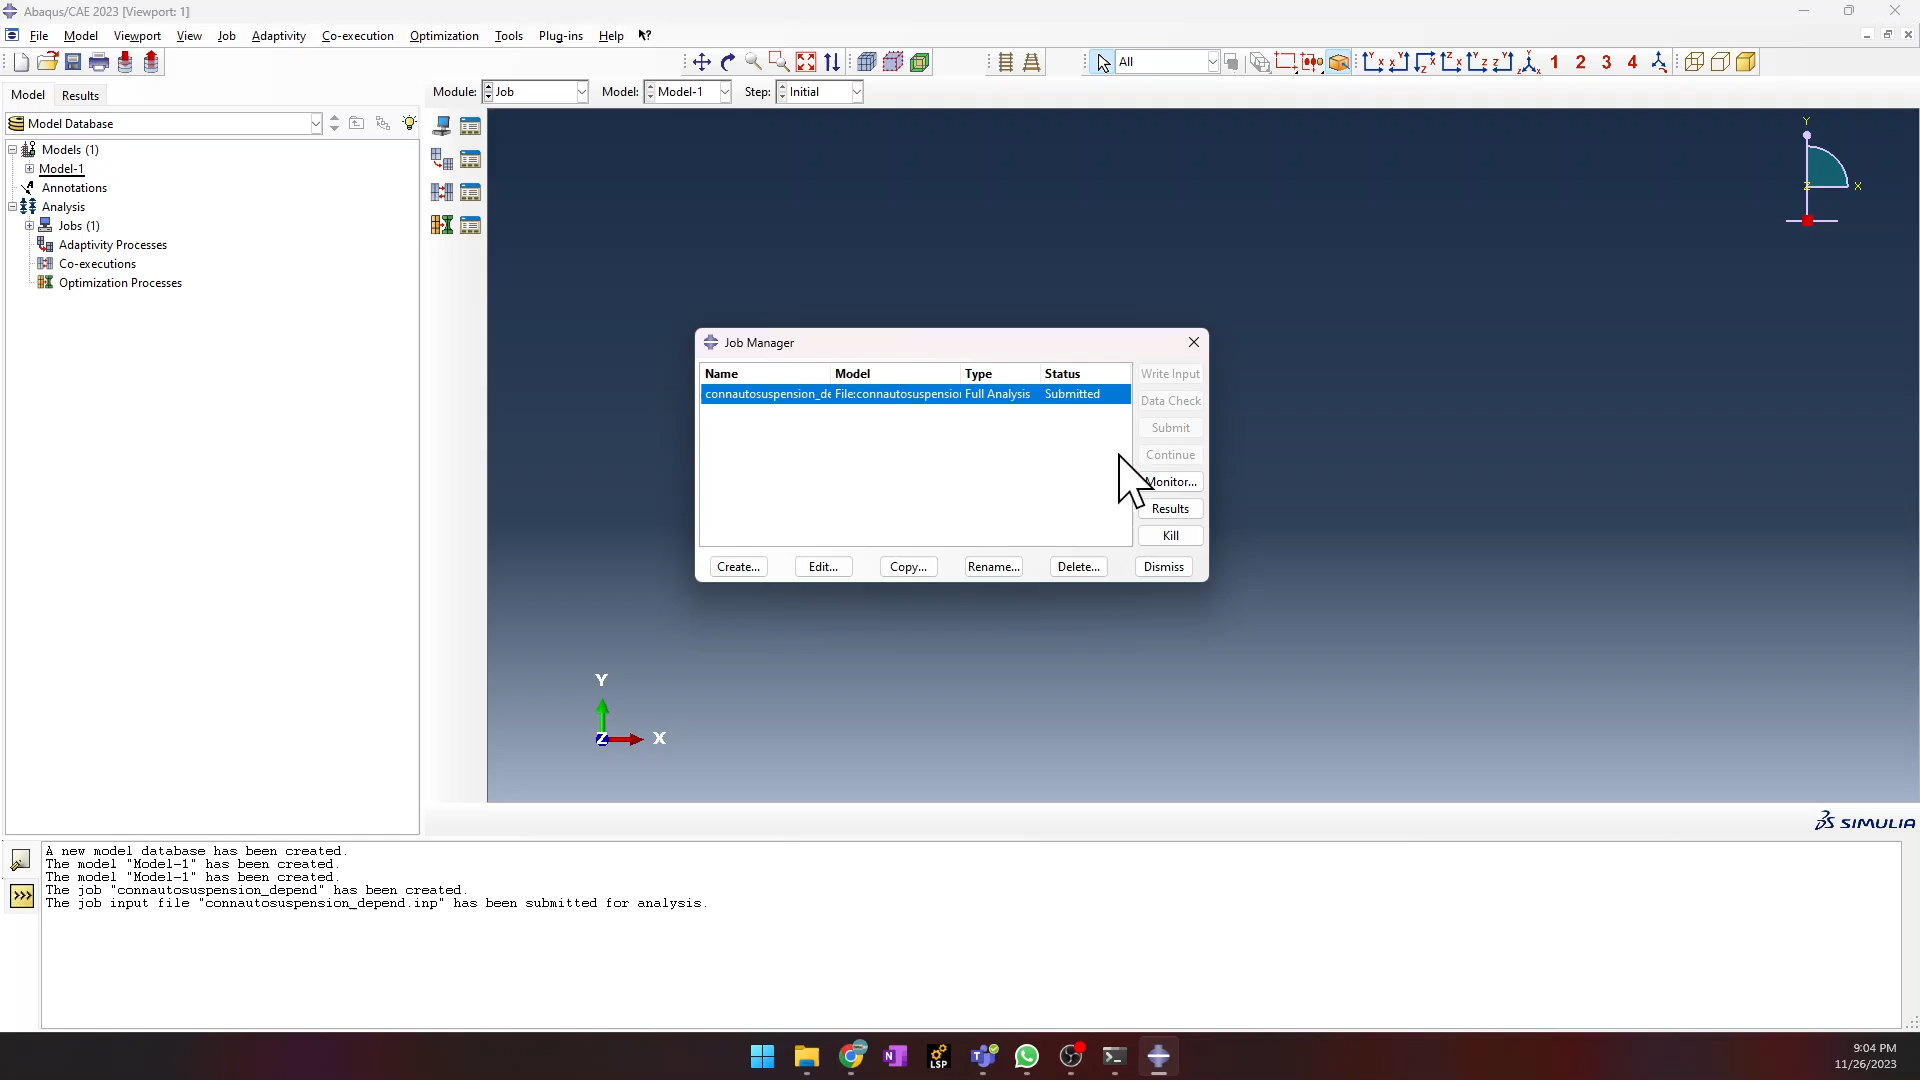 Abaqus/CAE 2023 [Viewport: 1]
File Model Viewport View Job Adaptivity Co-execution Optimization Tools Plug-ins Help
All
1 2 3 4
Model Results
Module: Job Model: Model-1 Step: Initial
Model Database
Models (1)
Model-1
Annotations
Analysis
Jobs (1)
Adaptivity Processes
Co-executions
Optimization Processes
Y
Z X
Job Manager
Name Model Type Status
connautosuspension_de File:connautosuspension Full Analysis Submitted
Write Input
Data Check
Submit
Continue
Monitor...
Results
Kill
Create... Edit... Copy... Rename... Delete... Dismiss
Y
Z X
SIMULIA
A new model database has been created.
The model "Model-1" has been created.
The model "Model-1" has been created.
The job "connautosuspension_depend" has been created.
The job input file "connautosuspension_depend.inp" has been submitted for analysis.
LSP
9:04 PM
11/26/2023